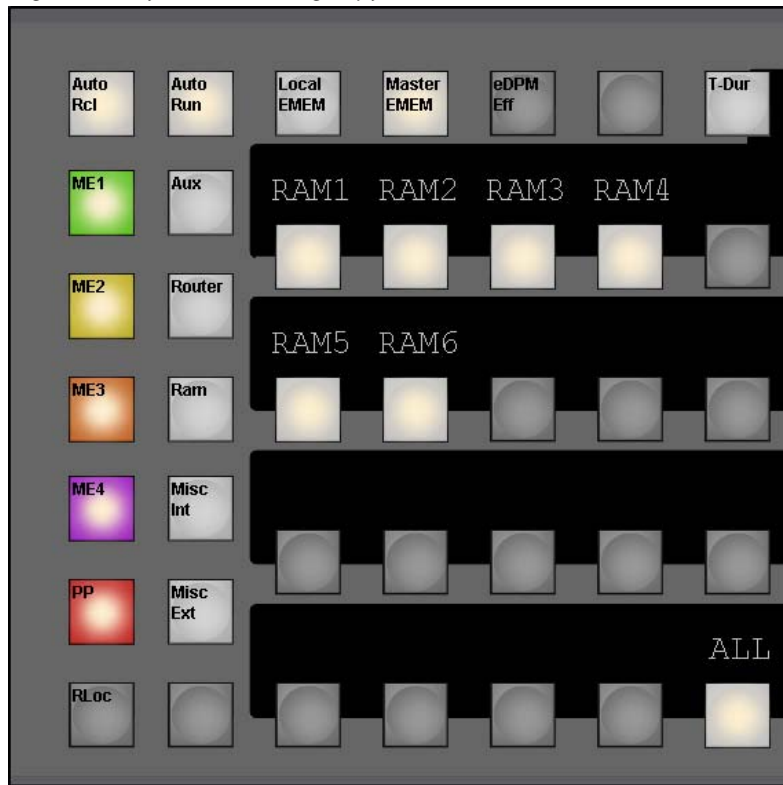 Auto Rcl
Auto Run
Local EMEM
Master EMEM
eDPM Eff
T-Dur
ME1
Aux
RAM1 RAM2 RAM3 RAM4
ME2
Router
RAM5 RAM6
ME3
Ram
ME4
Misc Int
PP
Misc Ext
ALL
RLoc